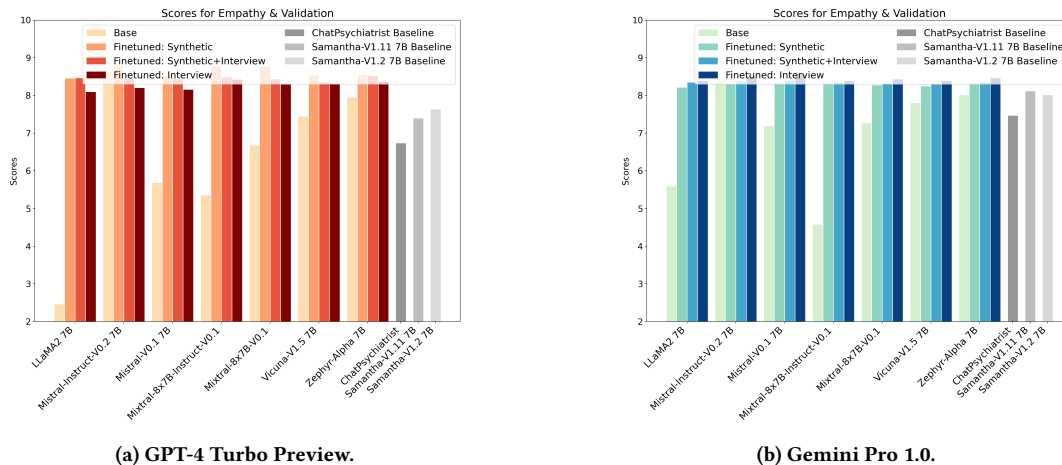 Scores for Empathy & Validation
10
9
8
7
6
5
4
3
2
Scores
Base
Finetuned: Synthetic
Finetuned: Synthetic+Interview
Finetuned: Interview
ChatPsychiatrist Baseline
Samantha-V1.11 7B Baseline
Samantha-V1.2 7B Baseline
LLaMA2 7B
Mistral-Instruct-V0.2 7B
Mistral-V0.1 7B
Mixtral-8x7B-Instruct-V0.1
Mixtral-8x7B-V0.1
Vicuna-V1.5 7B
Zephyr-Alpha 7B
ChatPsychiatrist
Samantha-V1.11 7B
Samantha-V1.2 7B
(a) GPT-4 Turbo Preview.
Scores for Empathy & Validation
10
9
8
7
6
5
4
3
2
Scores
Base
Finetuned: Synthetic
Finetuned: Synthetic+Interview
Finetuned: Interview
ChatPsychiatrist Baseline
Samantha-V1.11 7B Baseline
Samantha-V1.2 7B Baseline
LLaMA2 7B
Mistral-Instruct-V0.2 7B
Mistral-V0.1 7B
Mixtral-8x7B-Instruct-V0.1
Mixtral-8x7B-V0.1
Vicuna-V1.5 7B
Zephyr-Alpha 7B
ChatPsychiatrist
Samantha-V1.11 7B
Samantha-V1.2 7B
(b) Gemini Pro 1.0.